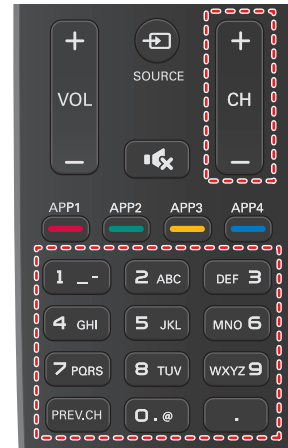 + +
SOURCE
VOL CH
— —
APP1 APP2 APP3 APP4
1 _- 2 ABC DEF 3
4 GHI 5 JKL MNO 6
7 PQRS 8 TUV WXYZ 9
PREV.CH 0.@ .